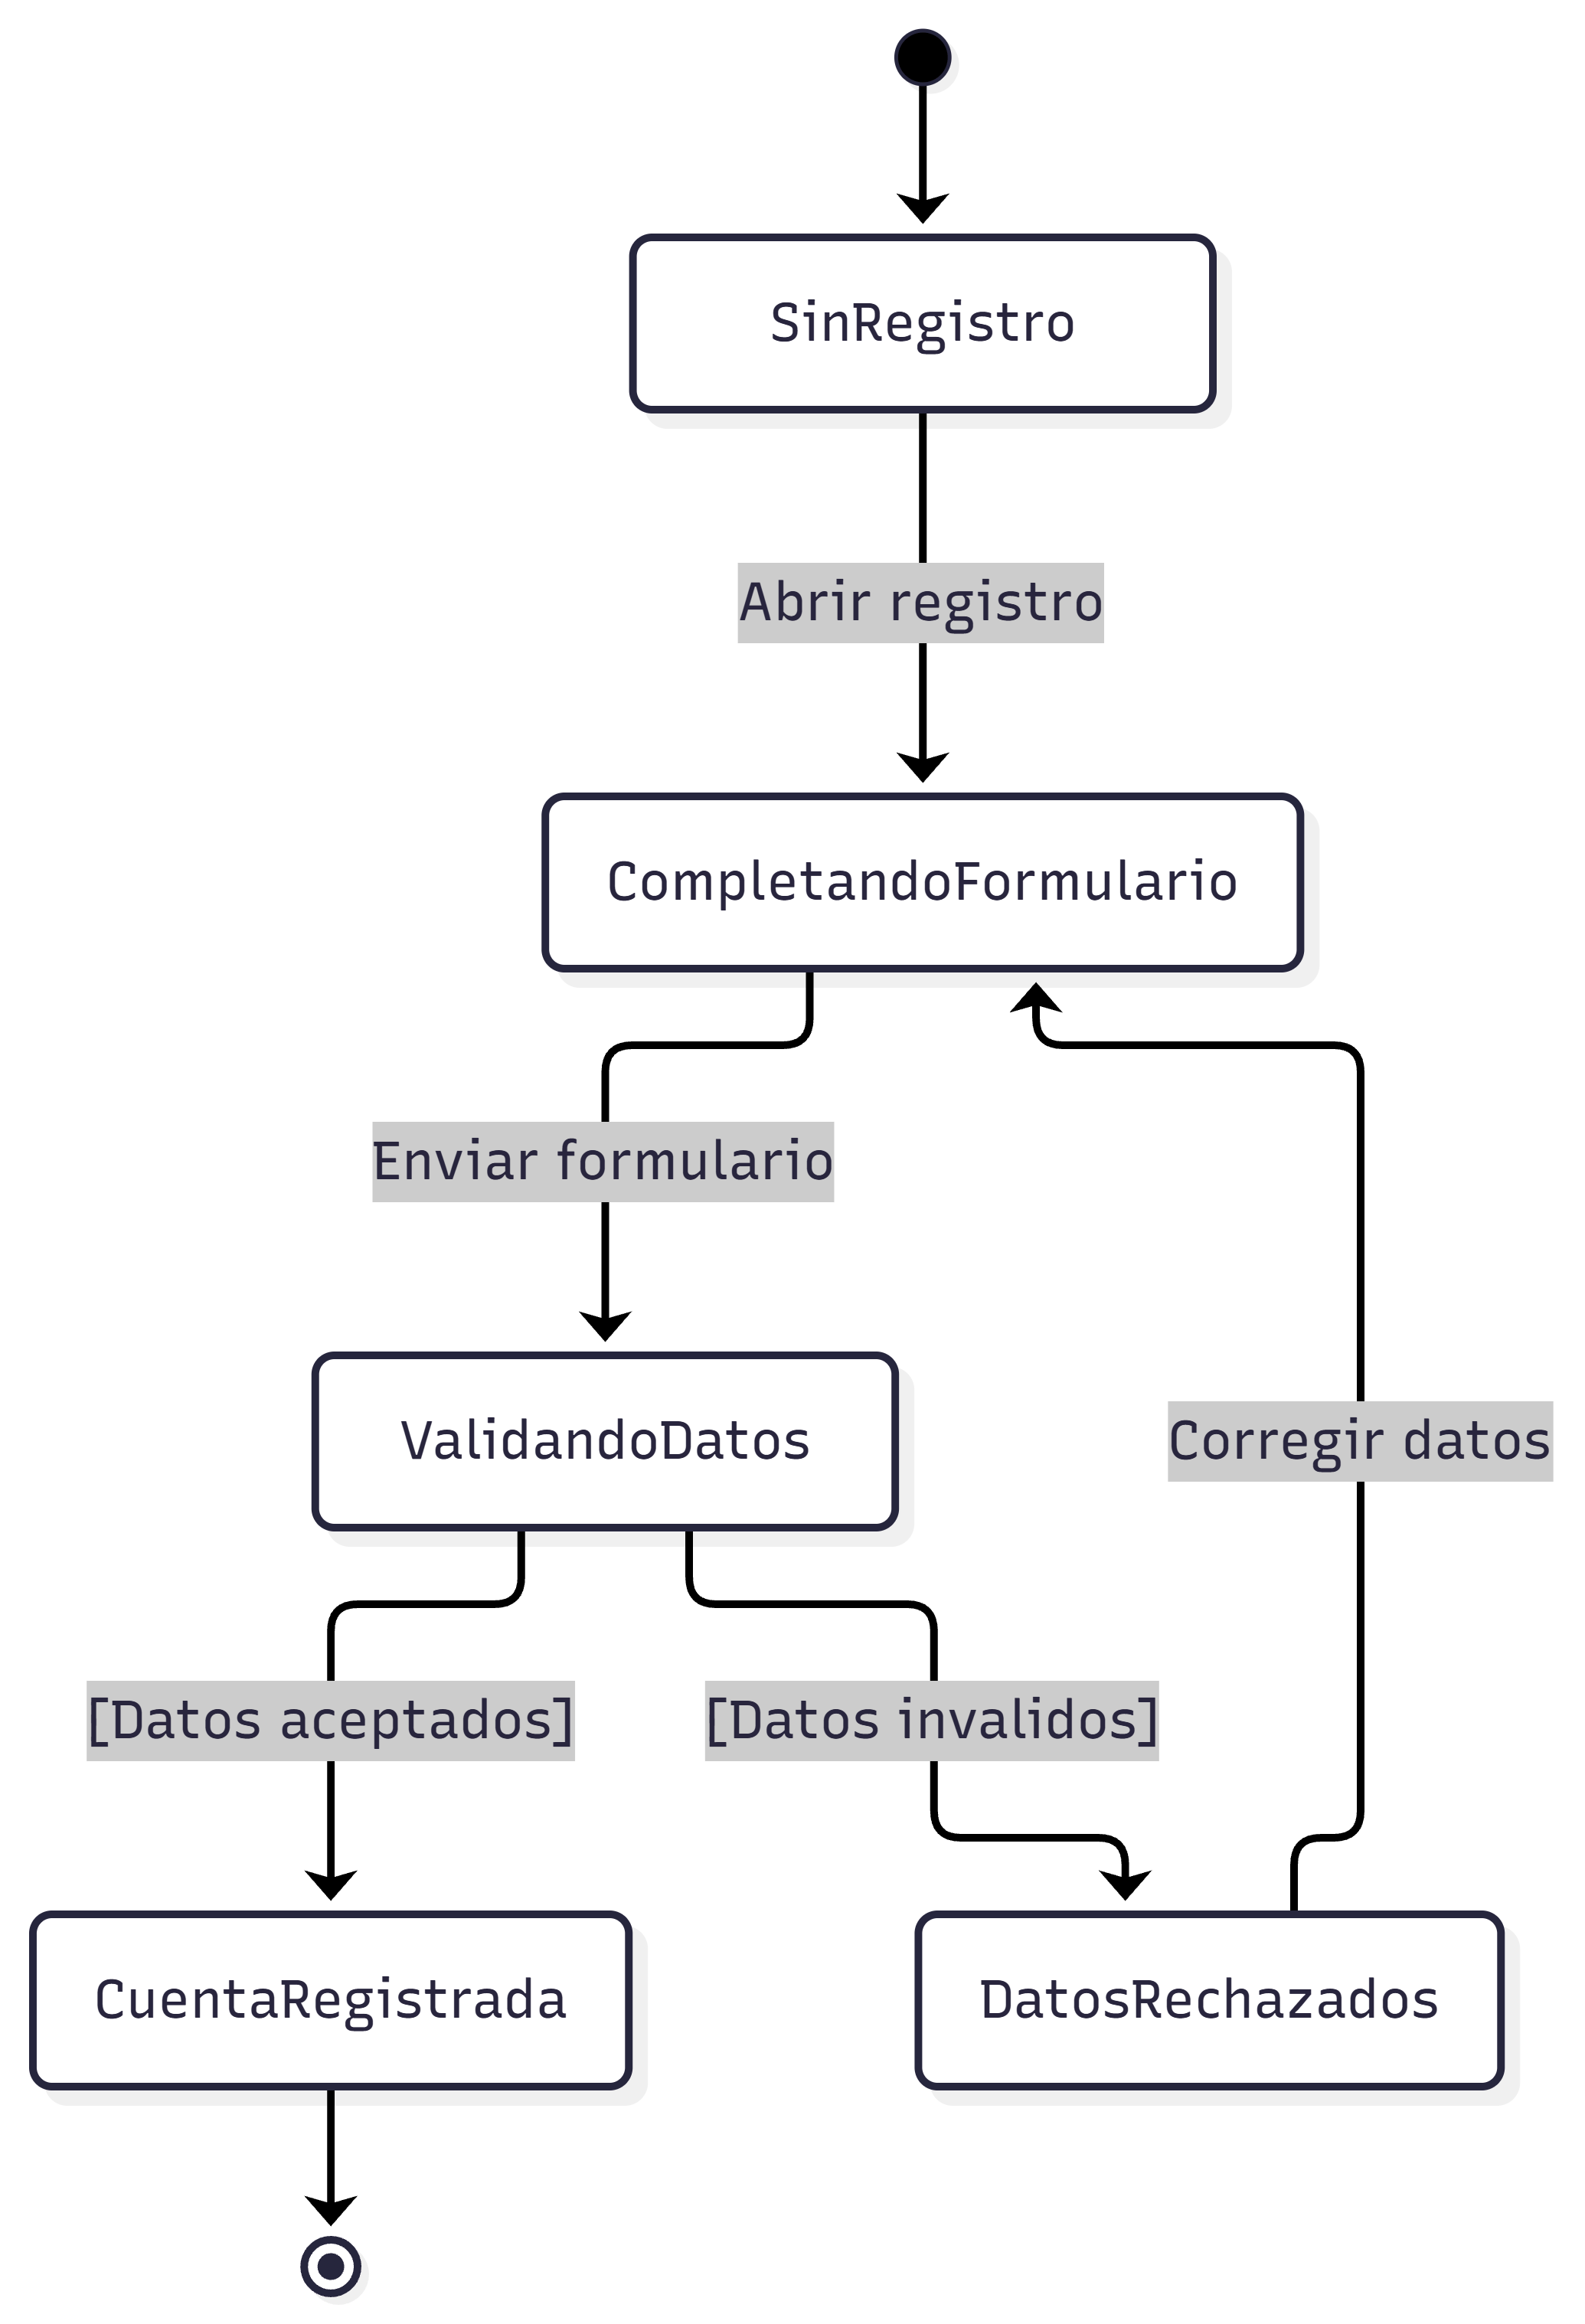 SinRegistro
Abrir registro
CompletandoFormulario
Enviar formulario
ValidandoDatos
Corregir datos
[Datos aceptados]
[Datos invalidos]
CuentaRegistrada
DatosRechazados